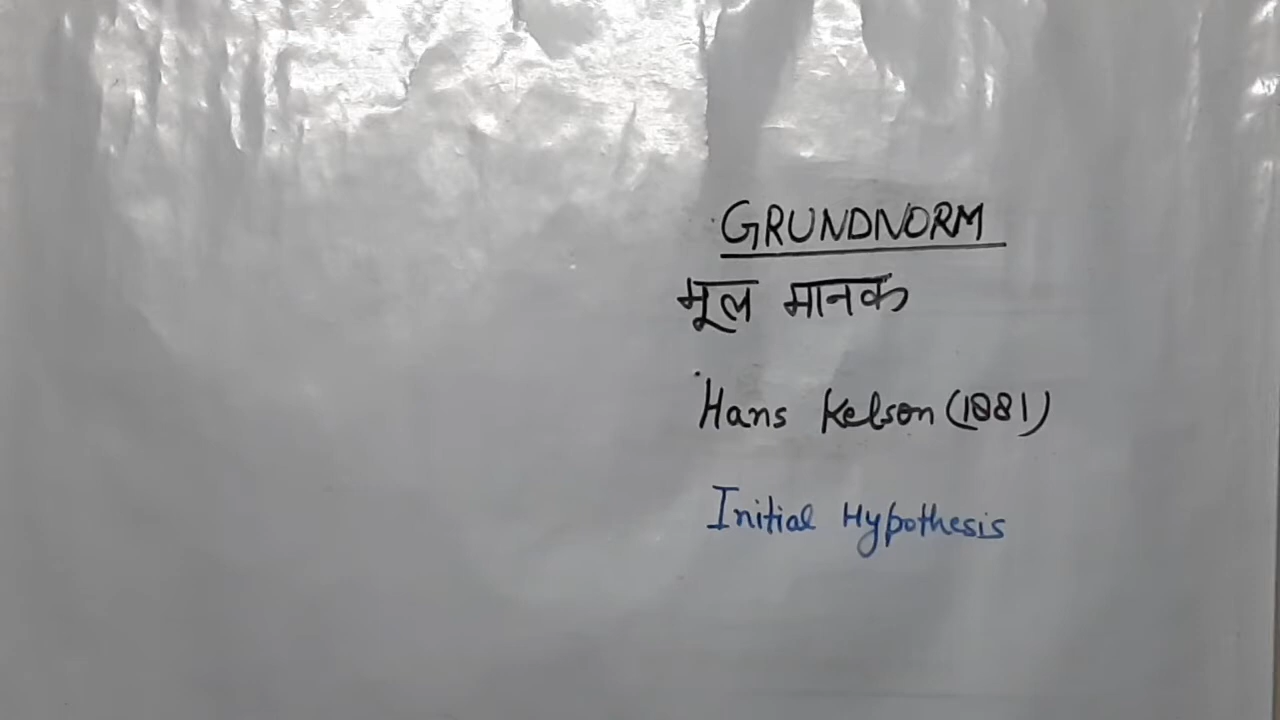 GRUNDNORM
मूल मानक
Hans Kelson (1881)
Initial Hypothesis